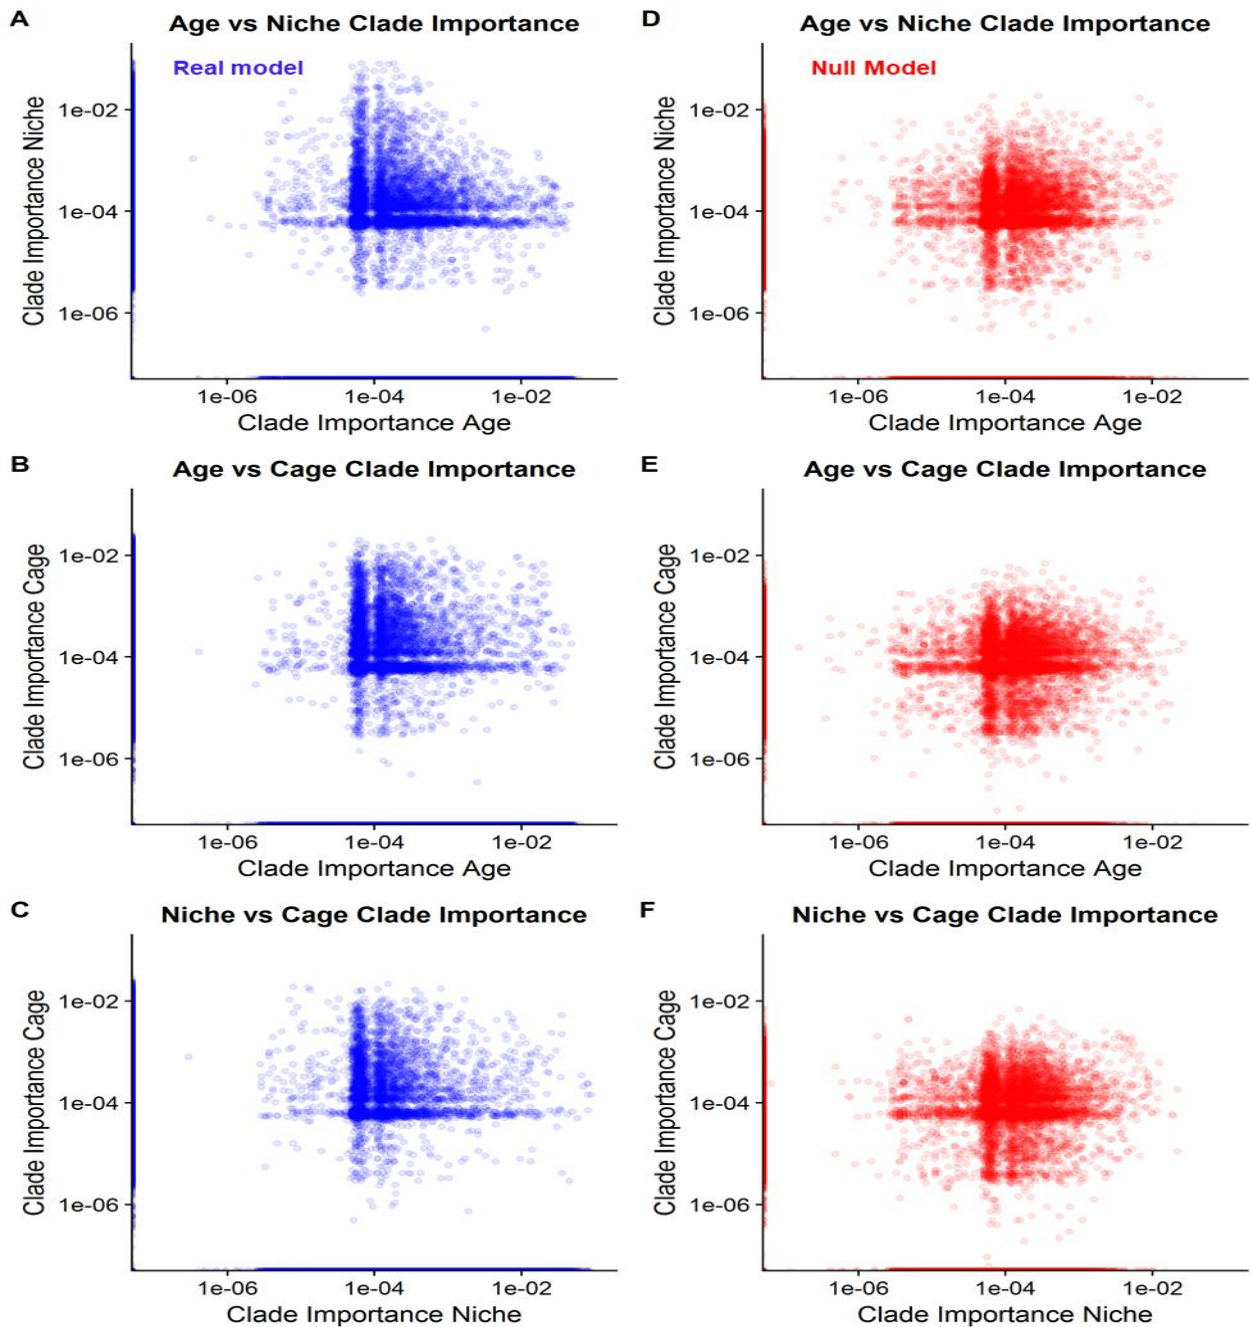 A
Age vs Niche Clade Importance
Real model
Clade Importance Niche
1e-02
1e-04
1e-06
1e-06 1e-04 1e-02
Clade Importance Age
D
Age vs Niche Clade Importance
Null Model
Clade Importance Niche
1e-02
1e-04
1e-06
1e-06 1e-04 1e-02
Clade Importance Age
B
Age vs Cage Clade Importance
Clade Importance Cage
1e-02
1e-04
1e-06
1e-06 1e-04 1e-02
Clade Importance Age
E
Age vs Cage Clade Importance
Clade Importance Cage
1e-02
1e-04
1e-06
1e-06 1e-04 1e-02
Clade Importance Age
C
Niche vs Cage Clade Importance
Clade Importance Cage
1e-02
1e-04
1e-06
1e-06 1e-04 1e-02
Clade Importance Niche
F
Niche vs Cage Clade Importance
Clade Importance Cage
1e-02
1e-04
1e-06
1e-06 1e-04 1e-02
Clade Importance Niche